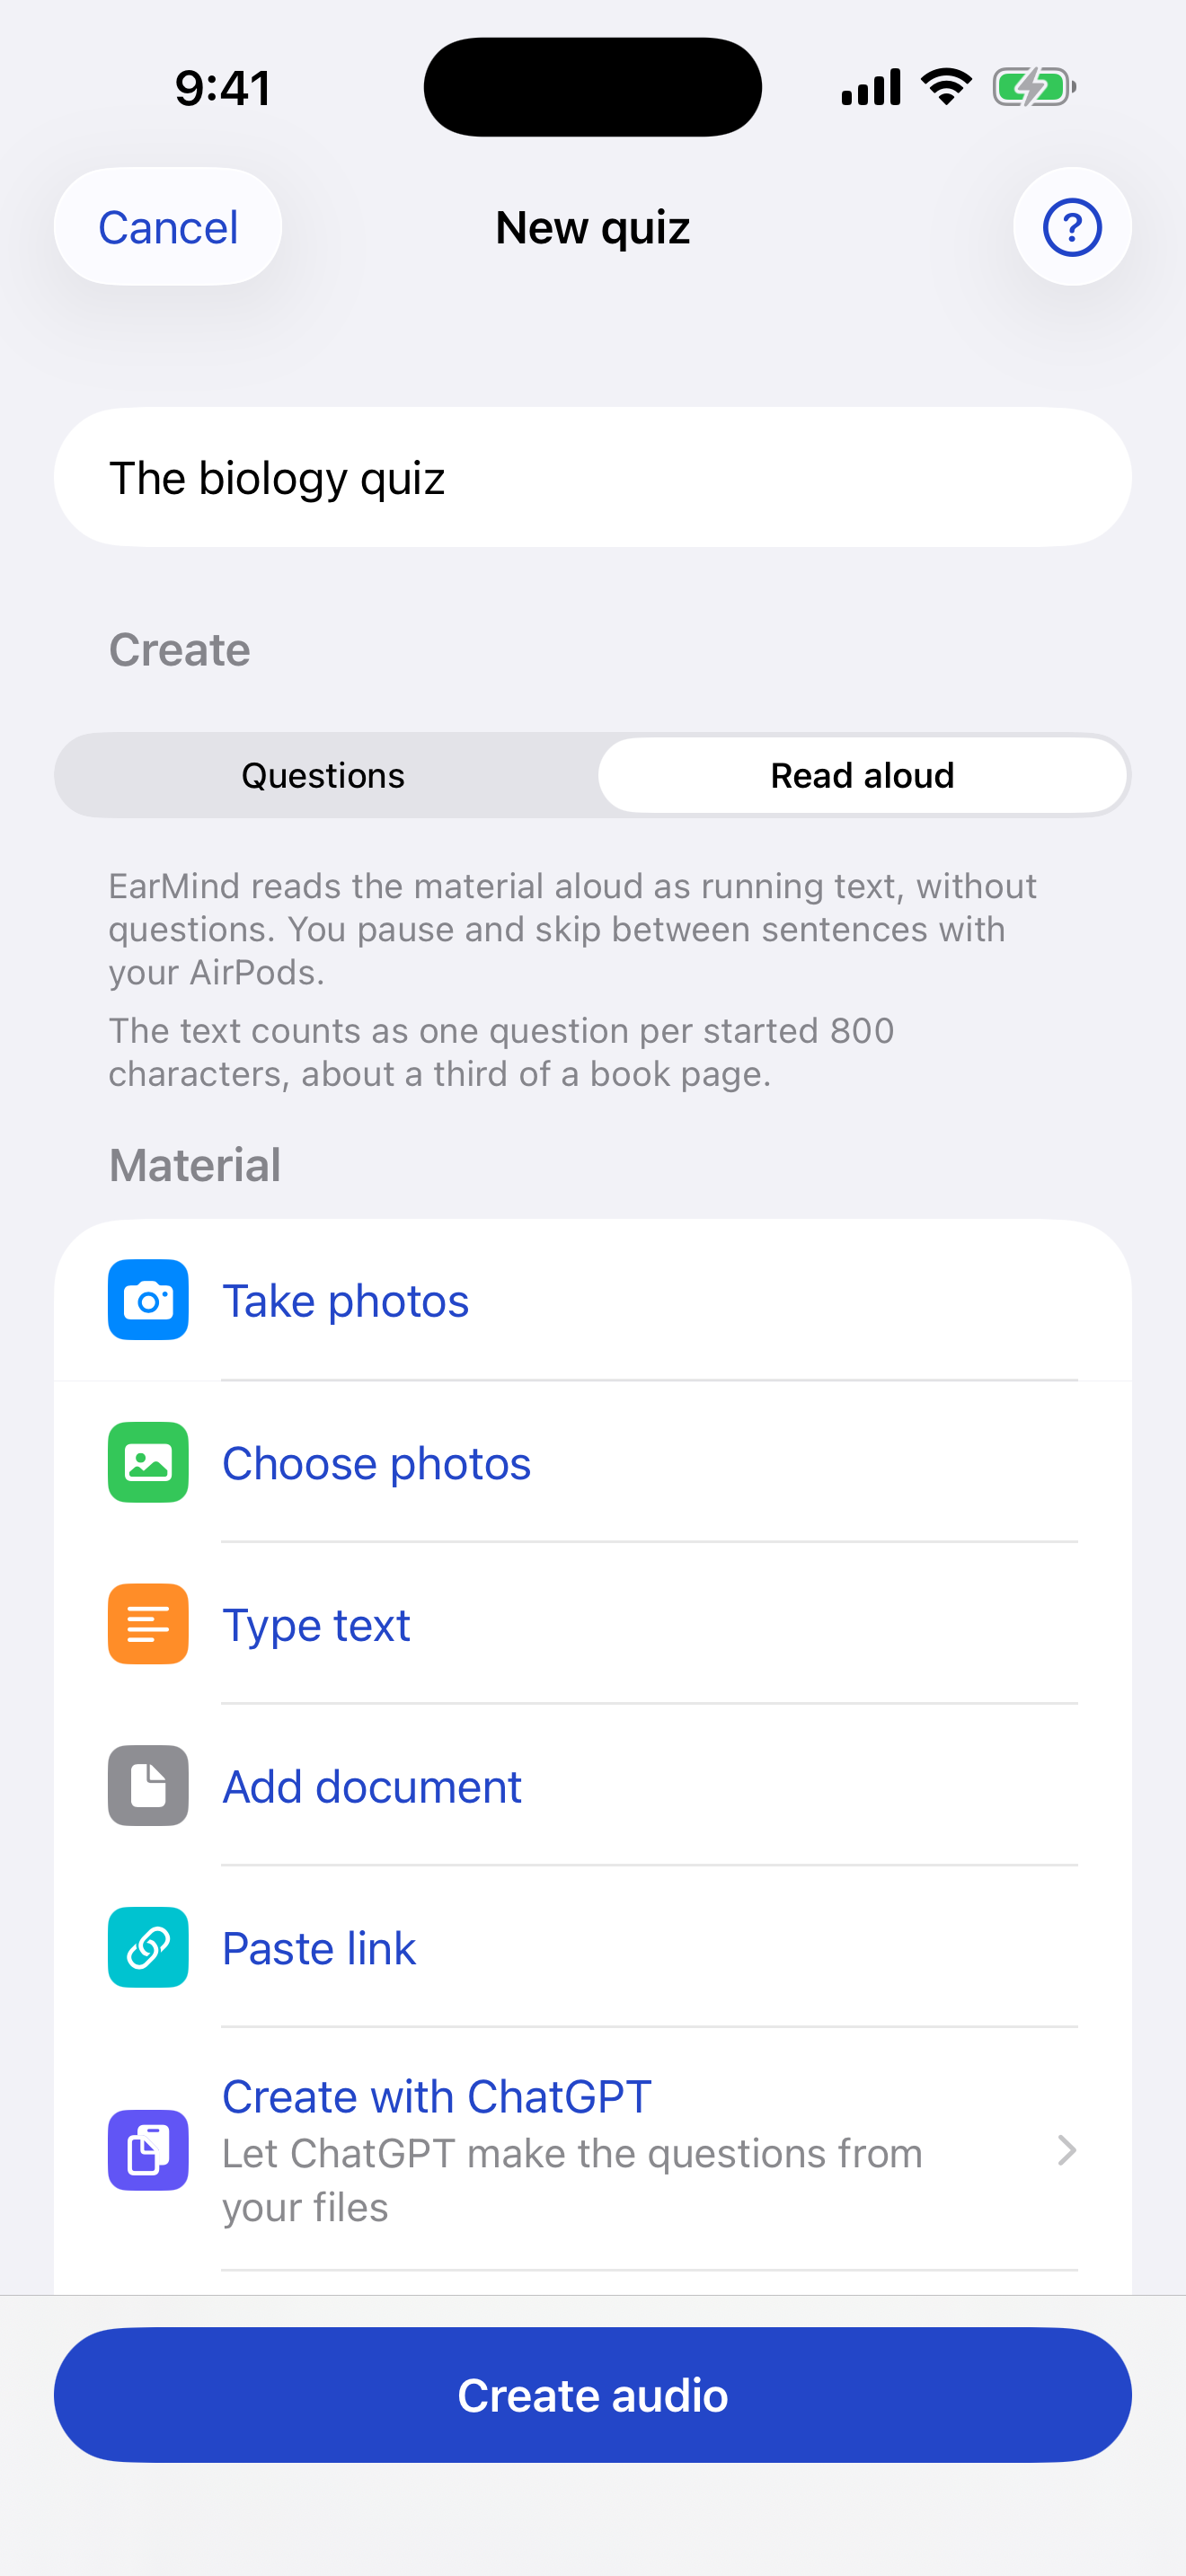 9:41
Cancel
New quiz
?
The biology quiz
Create
Questions
Read aloud
EarMind reads the material aloud as running text, without
questions. You pause and skip between sentences with
your AirPods.
The text counts as one question per started 800
characters, about a third of a book page.
Material
Take photos
Choose photos
Type text
Add document
Paste link
Create with ChatGPT
Let ChatGPT make the questions from
your files
Create audio